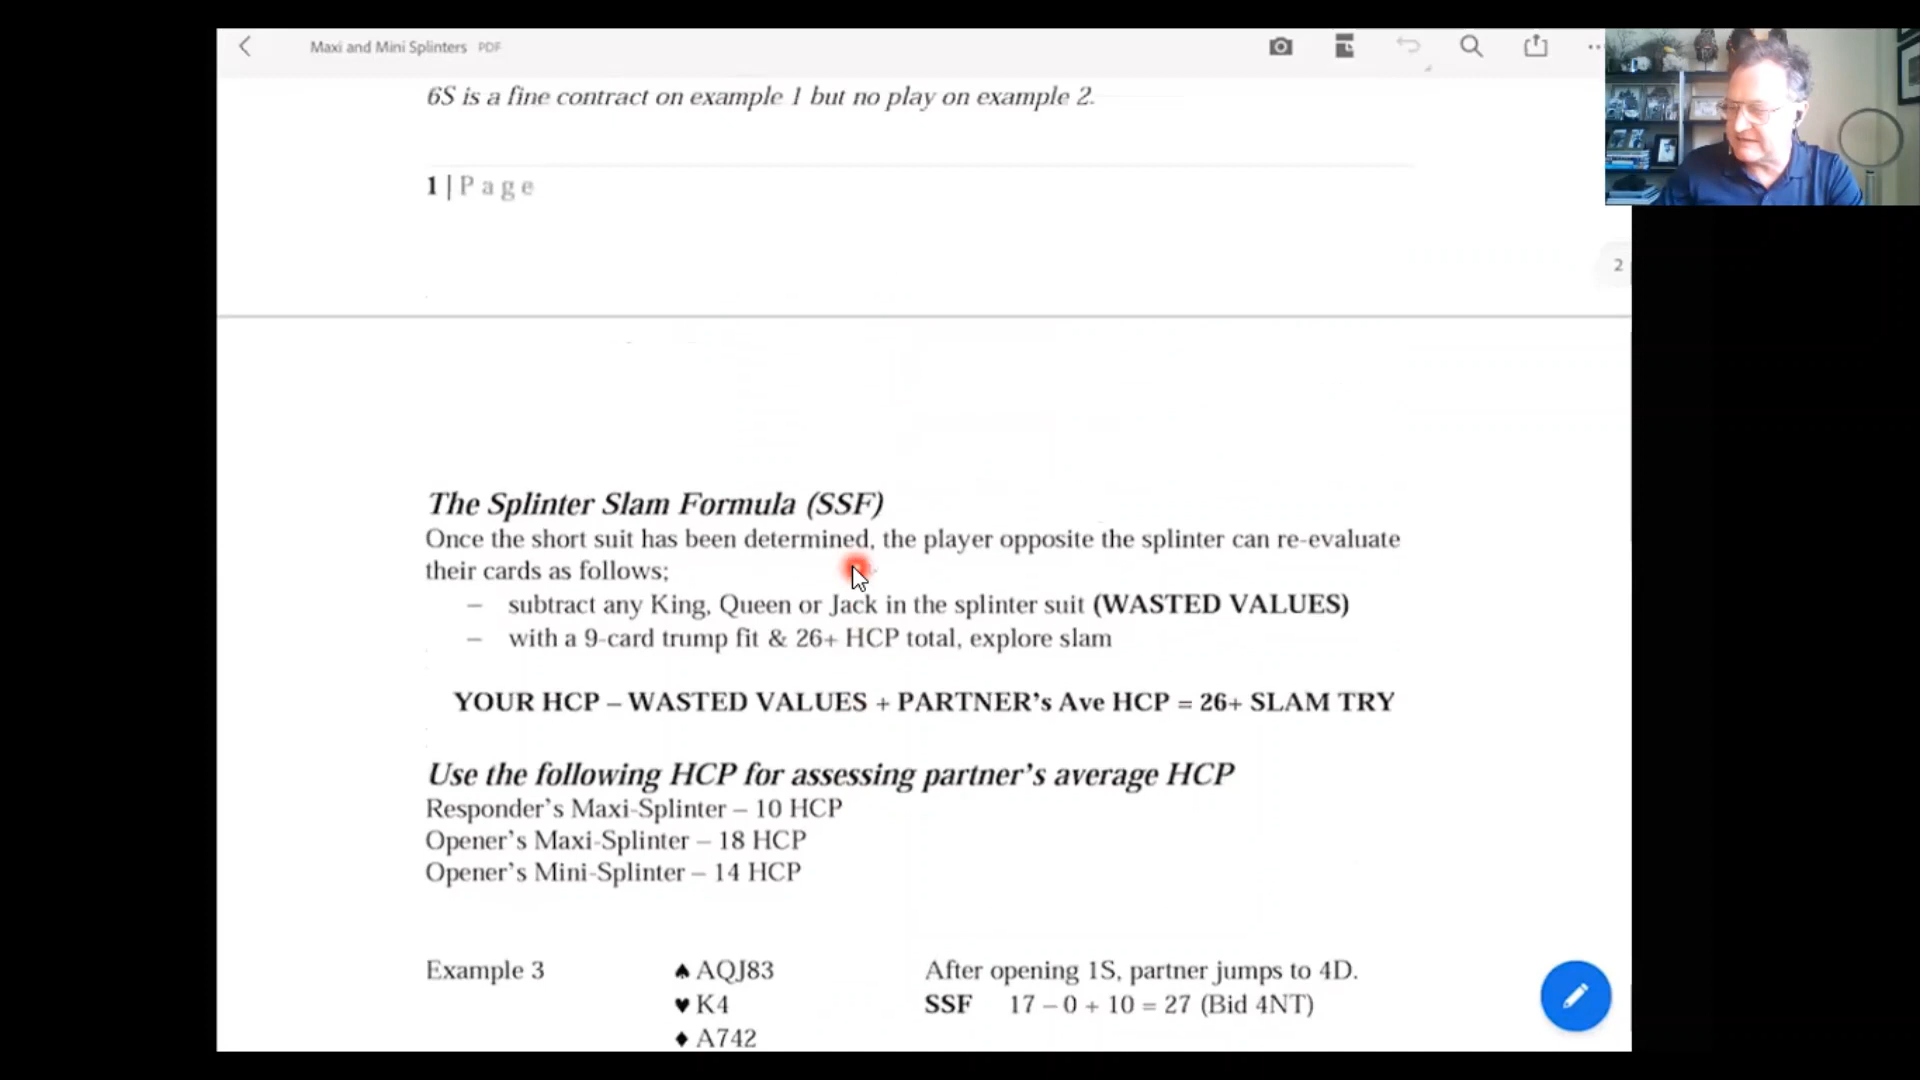 Maxi and Mini Splinters PDF
6S is a fine contract on example 1 but no play on example 2.
1 | P a g e
2
The Splinter Slam Formula (SSF)
Once the short suit has been determined, the player opposite the splinter can re-evaluate
their cards as follows;
– subtract any King, Queen or Jack in the splinter suit (WASTED VALUES)
– with a 9-card trump fit & 26+ HCP total, explore slam
YOUR HCP – WASTED VALUES + PARTNER's Ave HCP = 26+ SLAM TRY
Use the following HCP for assessing partner's average HCP
Responder's Maxi-Splinter – 10 HCP
Opener's Maxi-Splinter – 18 HCP
Opener's Mini-Splinter – 14 HCP
Example 3 ♠ AQJ83 After opening 1S, partner jumps to 4D.
♥ K4 SSF 17 – 0 + 10 = 27 (Bid 4NT)
♦ A742